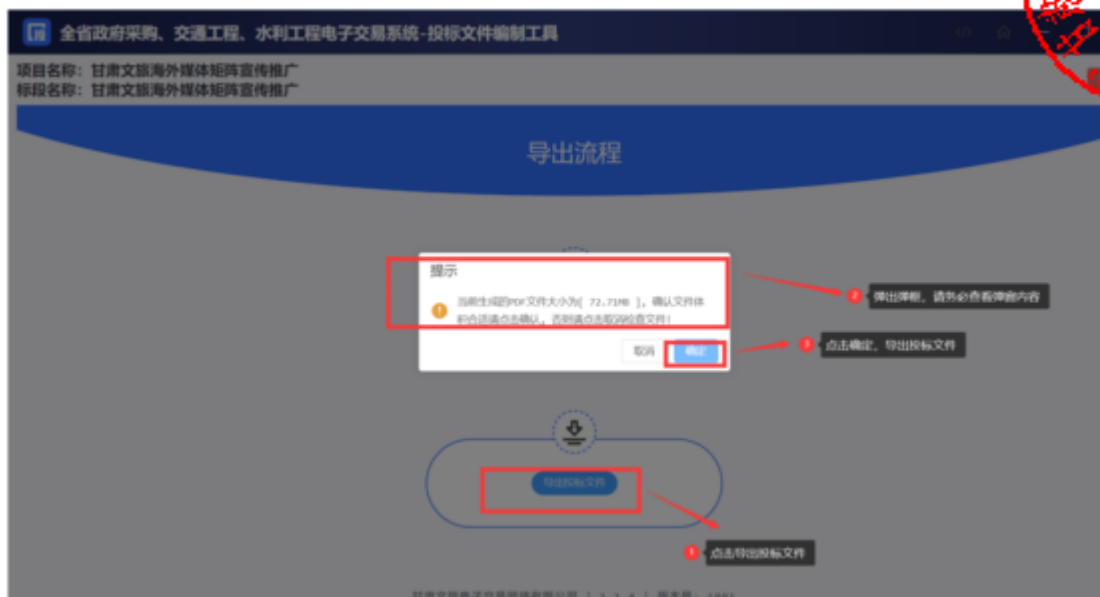 全省政府采购、交通工程、水利工程电子交易系统-投标文件编制工具
项目名称: 甘肃文旅海外媒体矩阵宣传推广
标段名称: 甘肃文旅海外媒体矩阵宣传推广
导出流程
提示
当前生成的PDF文件大小为[ 72.71MB ], 确认文件体
积合适请点击确认, 否则请点击取消检查文件!
取消
确定
2 弹出弹框, 请务必查看弹窗内容
3 点击确定, 导出投标文件
导出投标文件
1 点击导出投标文件